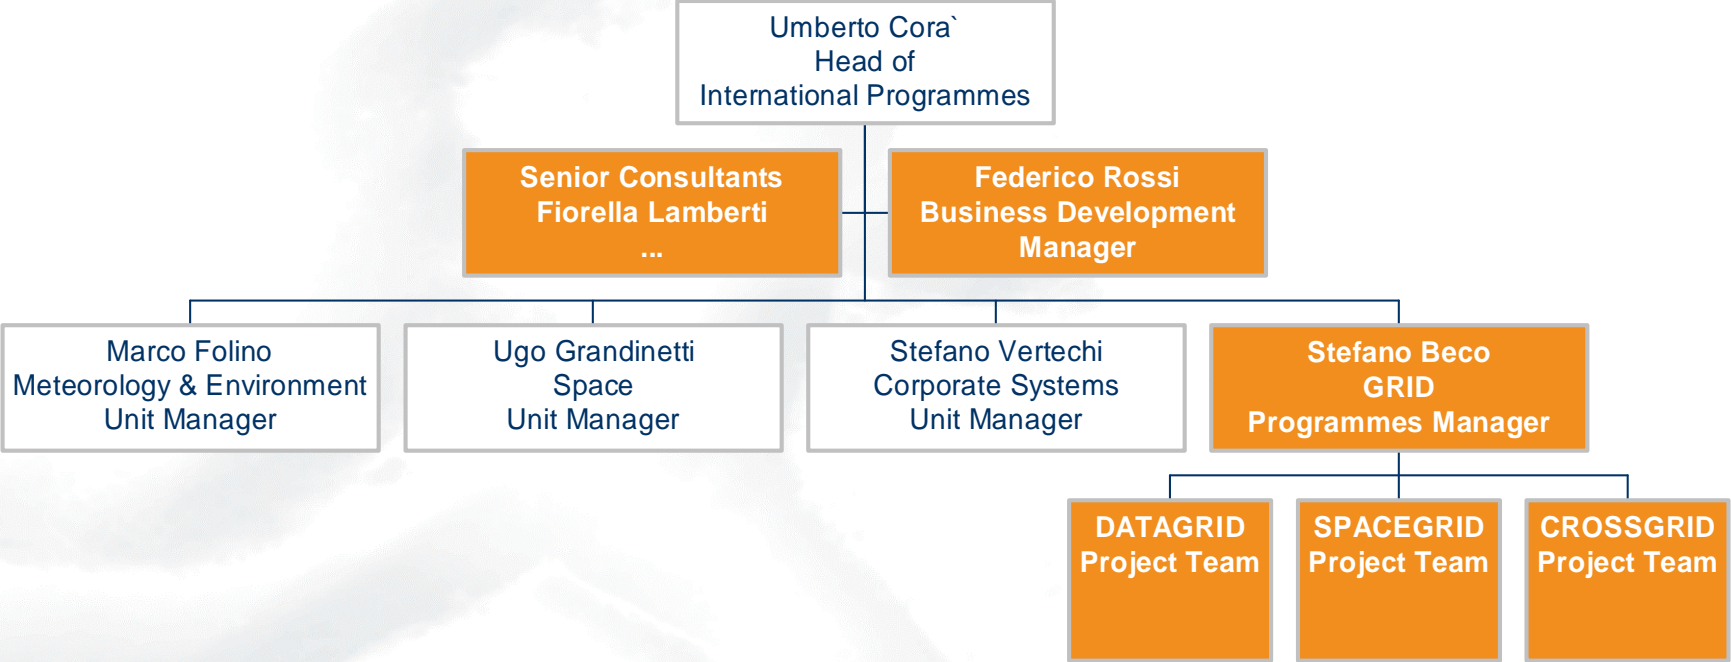 Umberto Cora`
Head of
International Programmes
Senior Consultants
Fiorella Lamberti
...
Federico Rossi
Business Development
Manager
Marco Folino
Meteorology & Environment
Unit Manager
Ugo Grandinetti
Space
Unit Manager
Stefano Vertechi
Corporate Systems
Unit Manager
Stefano Beco
GRID
Programmes Manager
DATAGRID
Project Team
SPACEGRID
Project Team
CROSSGRID
Project Team